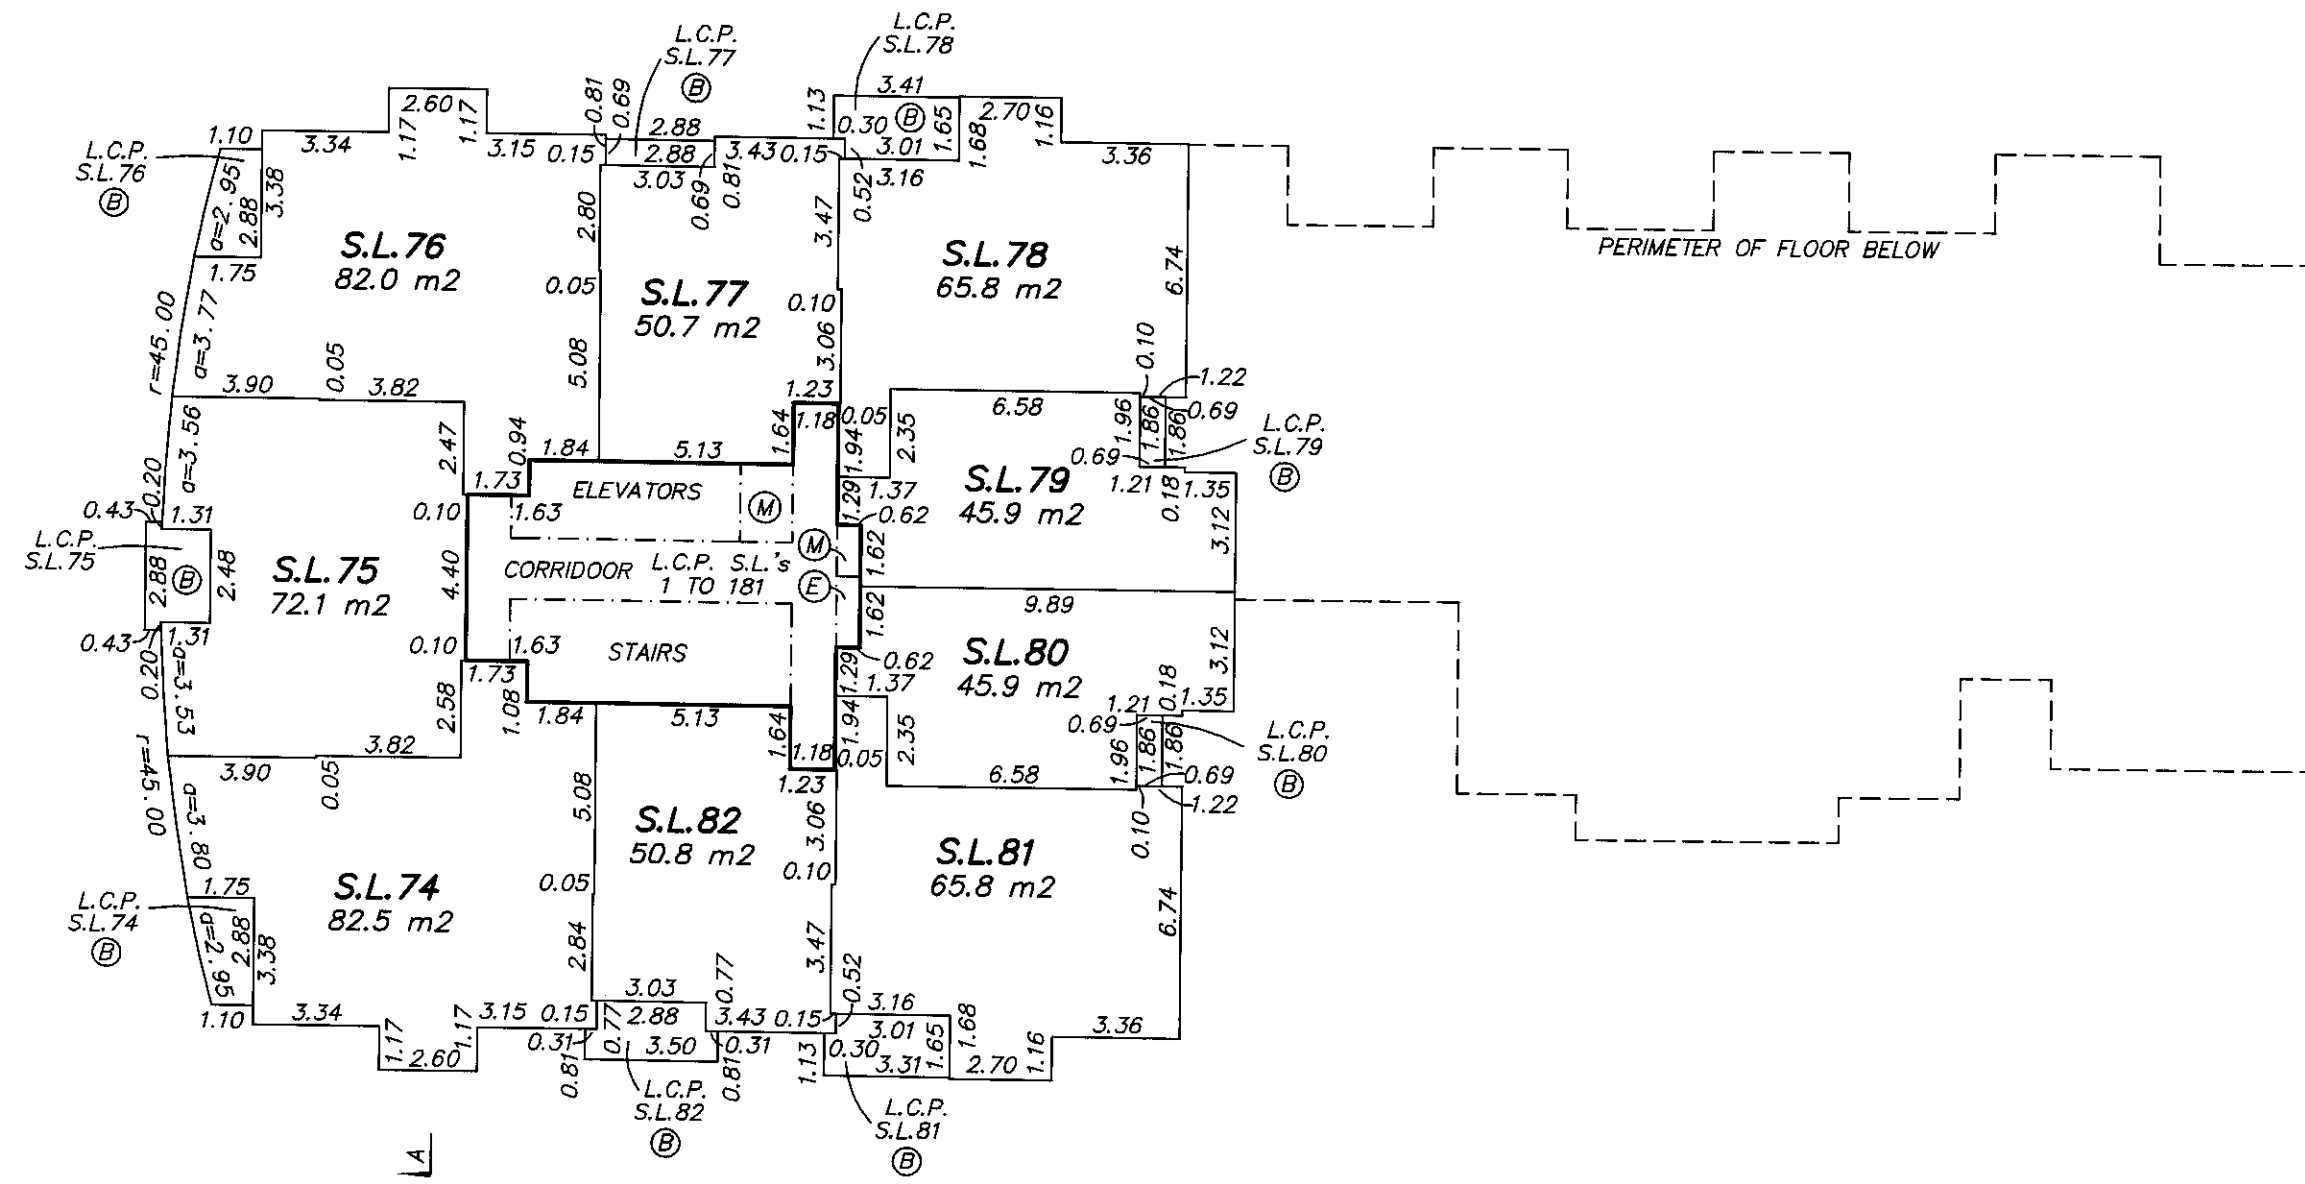 L.C.P.
S.L.77
B
L.C.P.
S.L.78
3.41
B
1.13
0.30
1.65
2.70
1.16
1.68
3.01
3.16
0.52
3.36
2.60
1.17
1.17
0.81
0.69
2.88
2.88
3.03
0.69
0.81
3.43
0.15
1.10
3.34
3.15
0.15
L.C.P.
S.L.76
B
a=2.95
2.88
3.38
1.75
S.L.76
82.0 m2
2.80
0.05
5.08
S.L.77
50.7 m2
3.47
0.10
3.06
S.L.78
65.8 m2
6.74
PERIMETER OF FLOOR BELOW
r=45.00
a=3.77
3.90
0.05
3.82
1.23
1.18
0.05
6.58
0.10
1.22
0.69
1.96
1.86
1.86
L.C.P.
S.L.79
B
a=3.56
2.47
0.94
1.84
5.13
1.64
1.94
2.35
0.69
1.21
0.18
1.35
0.20
0.43
1.31
1.73
1.63
ELEVATORS
M
1.29
1.37
0.62
S.L.79
45.9 m2
3.12
L.C.P.
S.L.75
2.88
B
2.48
S.L.75
72.1 m2
0.10
4.40
0.10
CORRIDOOR
L.C.P. S.L.'s
1 TO 181
M
E
1.62
1.62
9.89
0.43
1.31
0.20
a=3.53
1.73
1.63
STAIRS
1.29
0.62
1.37
S.L.80
45.9 m2
3.12
2.58
1.08
1.84
5.13
1.64
1.18
1.94
0.05
2.35
1.21
0.18
1.35
0.69
1.96
1.86
1.86
L.C.P.
S.L.80
B
r=45.00
3.90
0.05
3.82
1.23
6.58
0.69
1.22
0.10
a=3.80
5.08
S.L.82
50.8 m2
3.06
0.10
S.L.81
65.8 m2
6.74
1.75
S.L.74
82.5 m2
0.05
2.84
3.47
L.C.P.
S.L.74
B
a=2.95
2.88
3.38
1.10
3.34
1.17
2.60
1.17
3.15
0.15
3.03
0.77
0.77
2.88
3.43
0.15
0.52
3.16
3.01
1.68
1.65
0.31
0.81
3.50
0.31
0.81
1.13
0.30
3.31
2.70
1.16
3.36
L.C.P.
S.L.82
B
L.C.P.
S.L.81
B
A